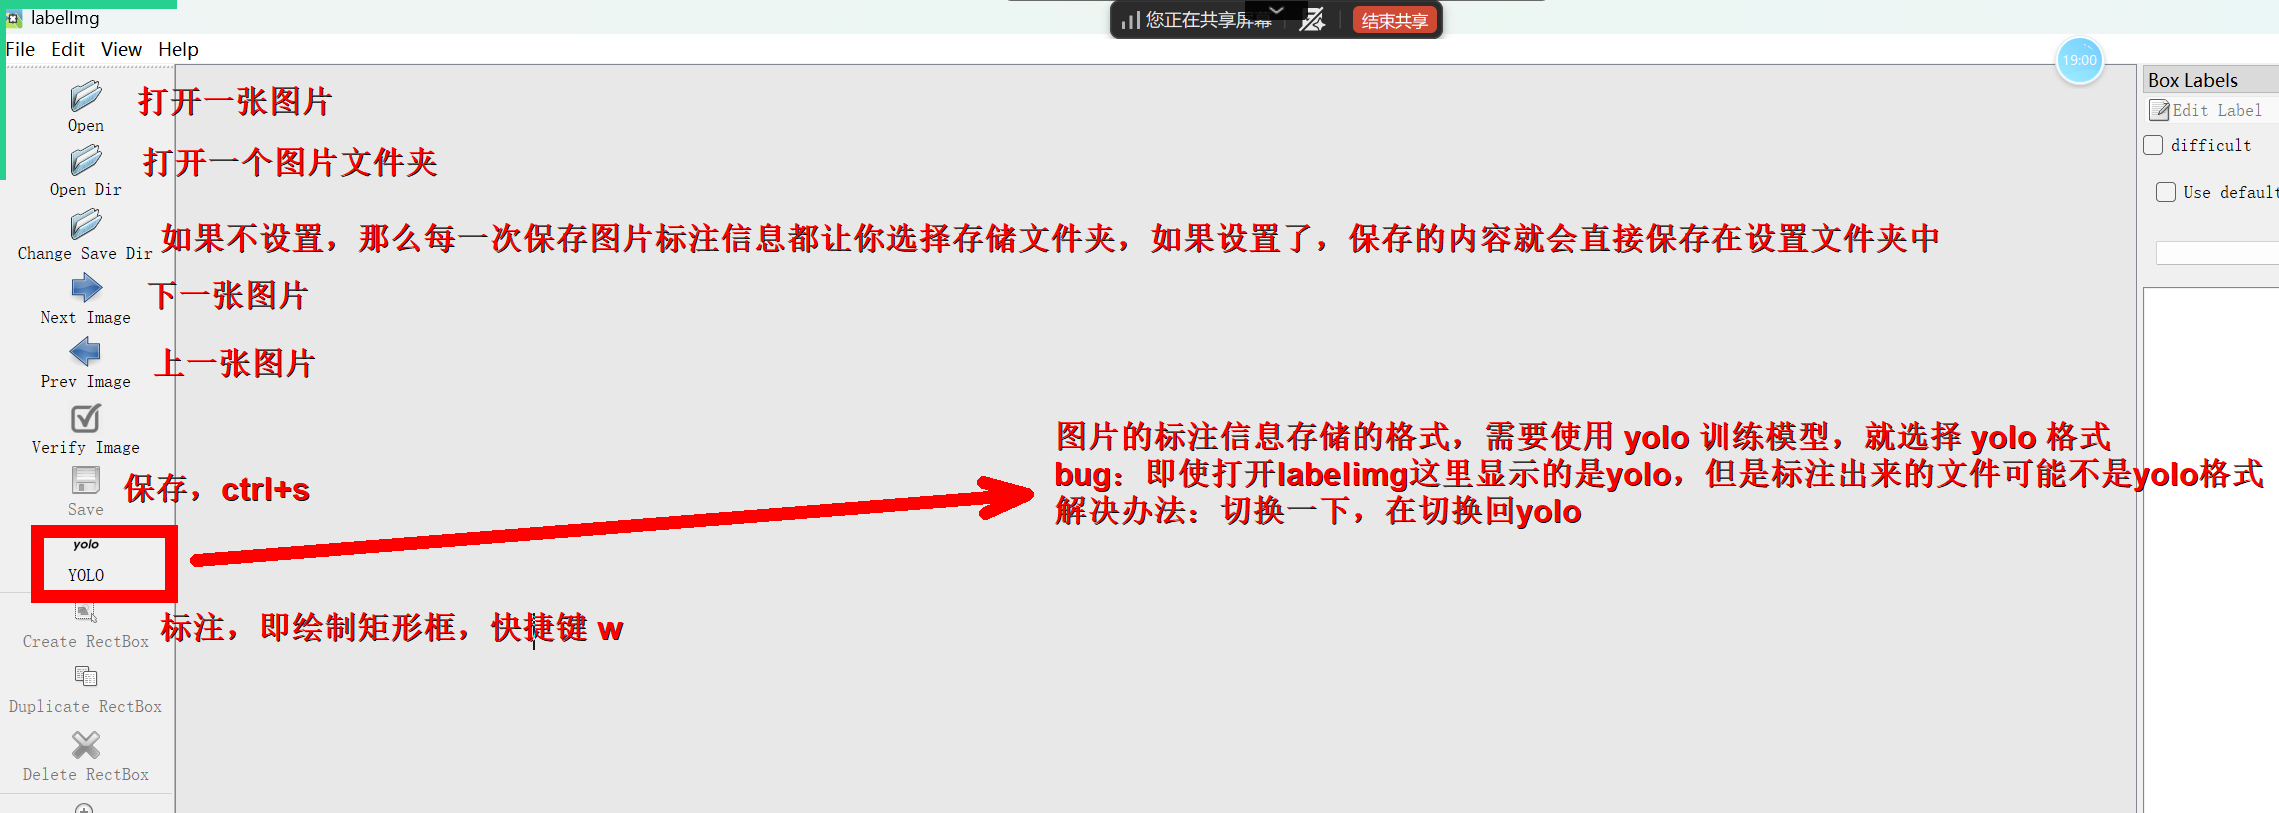 labelImg
您正在共享屏幕
结束共享
File Edit View Help
19:00
Box Labels
Open
打开一张图片
Edit Label
difficult
Open Dir
打开一个图片文件夹
Use default
Change Save Dir
如果不设置，那么每一次保存图片标注信息都让你选择存储文件夹，如果设置了，保存的内容就会直接保存在设置文件夹中
Next Image
下一张图片
Prev Image
上一张图片
Verify Image
图片的标注信息存储的格式，需要使用 yolo 训练模型，就选择 yolo 格式
bug：即使打开labelimg这里显示的是yolo，但是标注出来的文件可能不是yolo格式
解决办法：切换一下，在切换回yolo
Save
保存，ctrl+s
yolo
YOLO
Create RectBox
标注，即绘制矩形框，快捷键 w
Duplicate RectBox
Delete RectBox